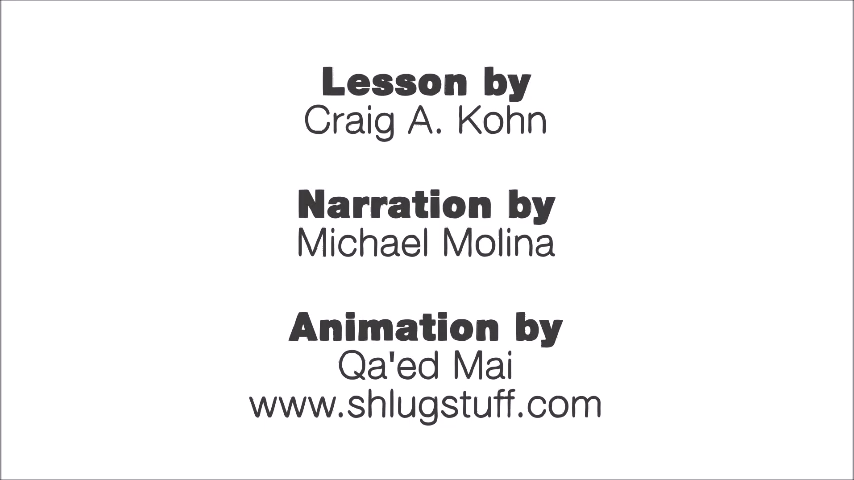 Lesson by
Craig A. Kohn
Narration by
Michael Molina
Animation by
Qa'ed Mai
www.shlugstuff.com